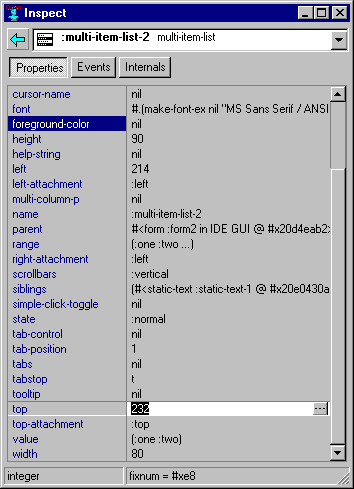 Inspect
:multi-item-list-2 multi-item-list
Properties Events Internals
cursor-name nil
font #.(make-font-ex nil "MS Sans Serif / ANSI
foreground-color nil
height 90
help-string nil
left 214
left-attachment :left
multi-column-p nil
name :multi-item-list-2
parent #<form :form2 in IDE GUI @ #x20d4eab2>
range (:one :two ...)
right-attachment :left
scrollbars :vertical
siblings (#<static-text :static-text-1 @ #x20e0430a
simple-click-toggle nil
state :normal
tab-control nil
tab-position 1
tabs nil
tabstop t
tooltip nil
top 232 ...
top-attachment :top
value (:one :two)
width 80
integer fixnum = #xe8